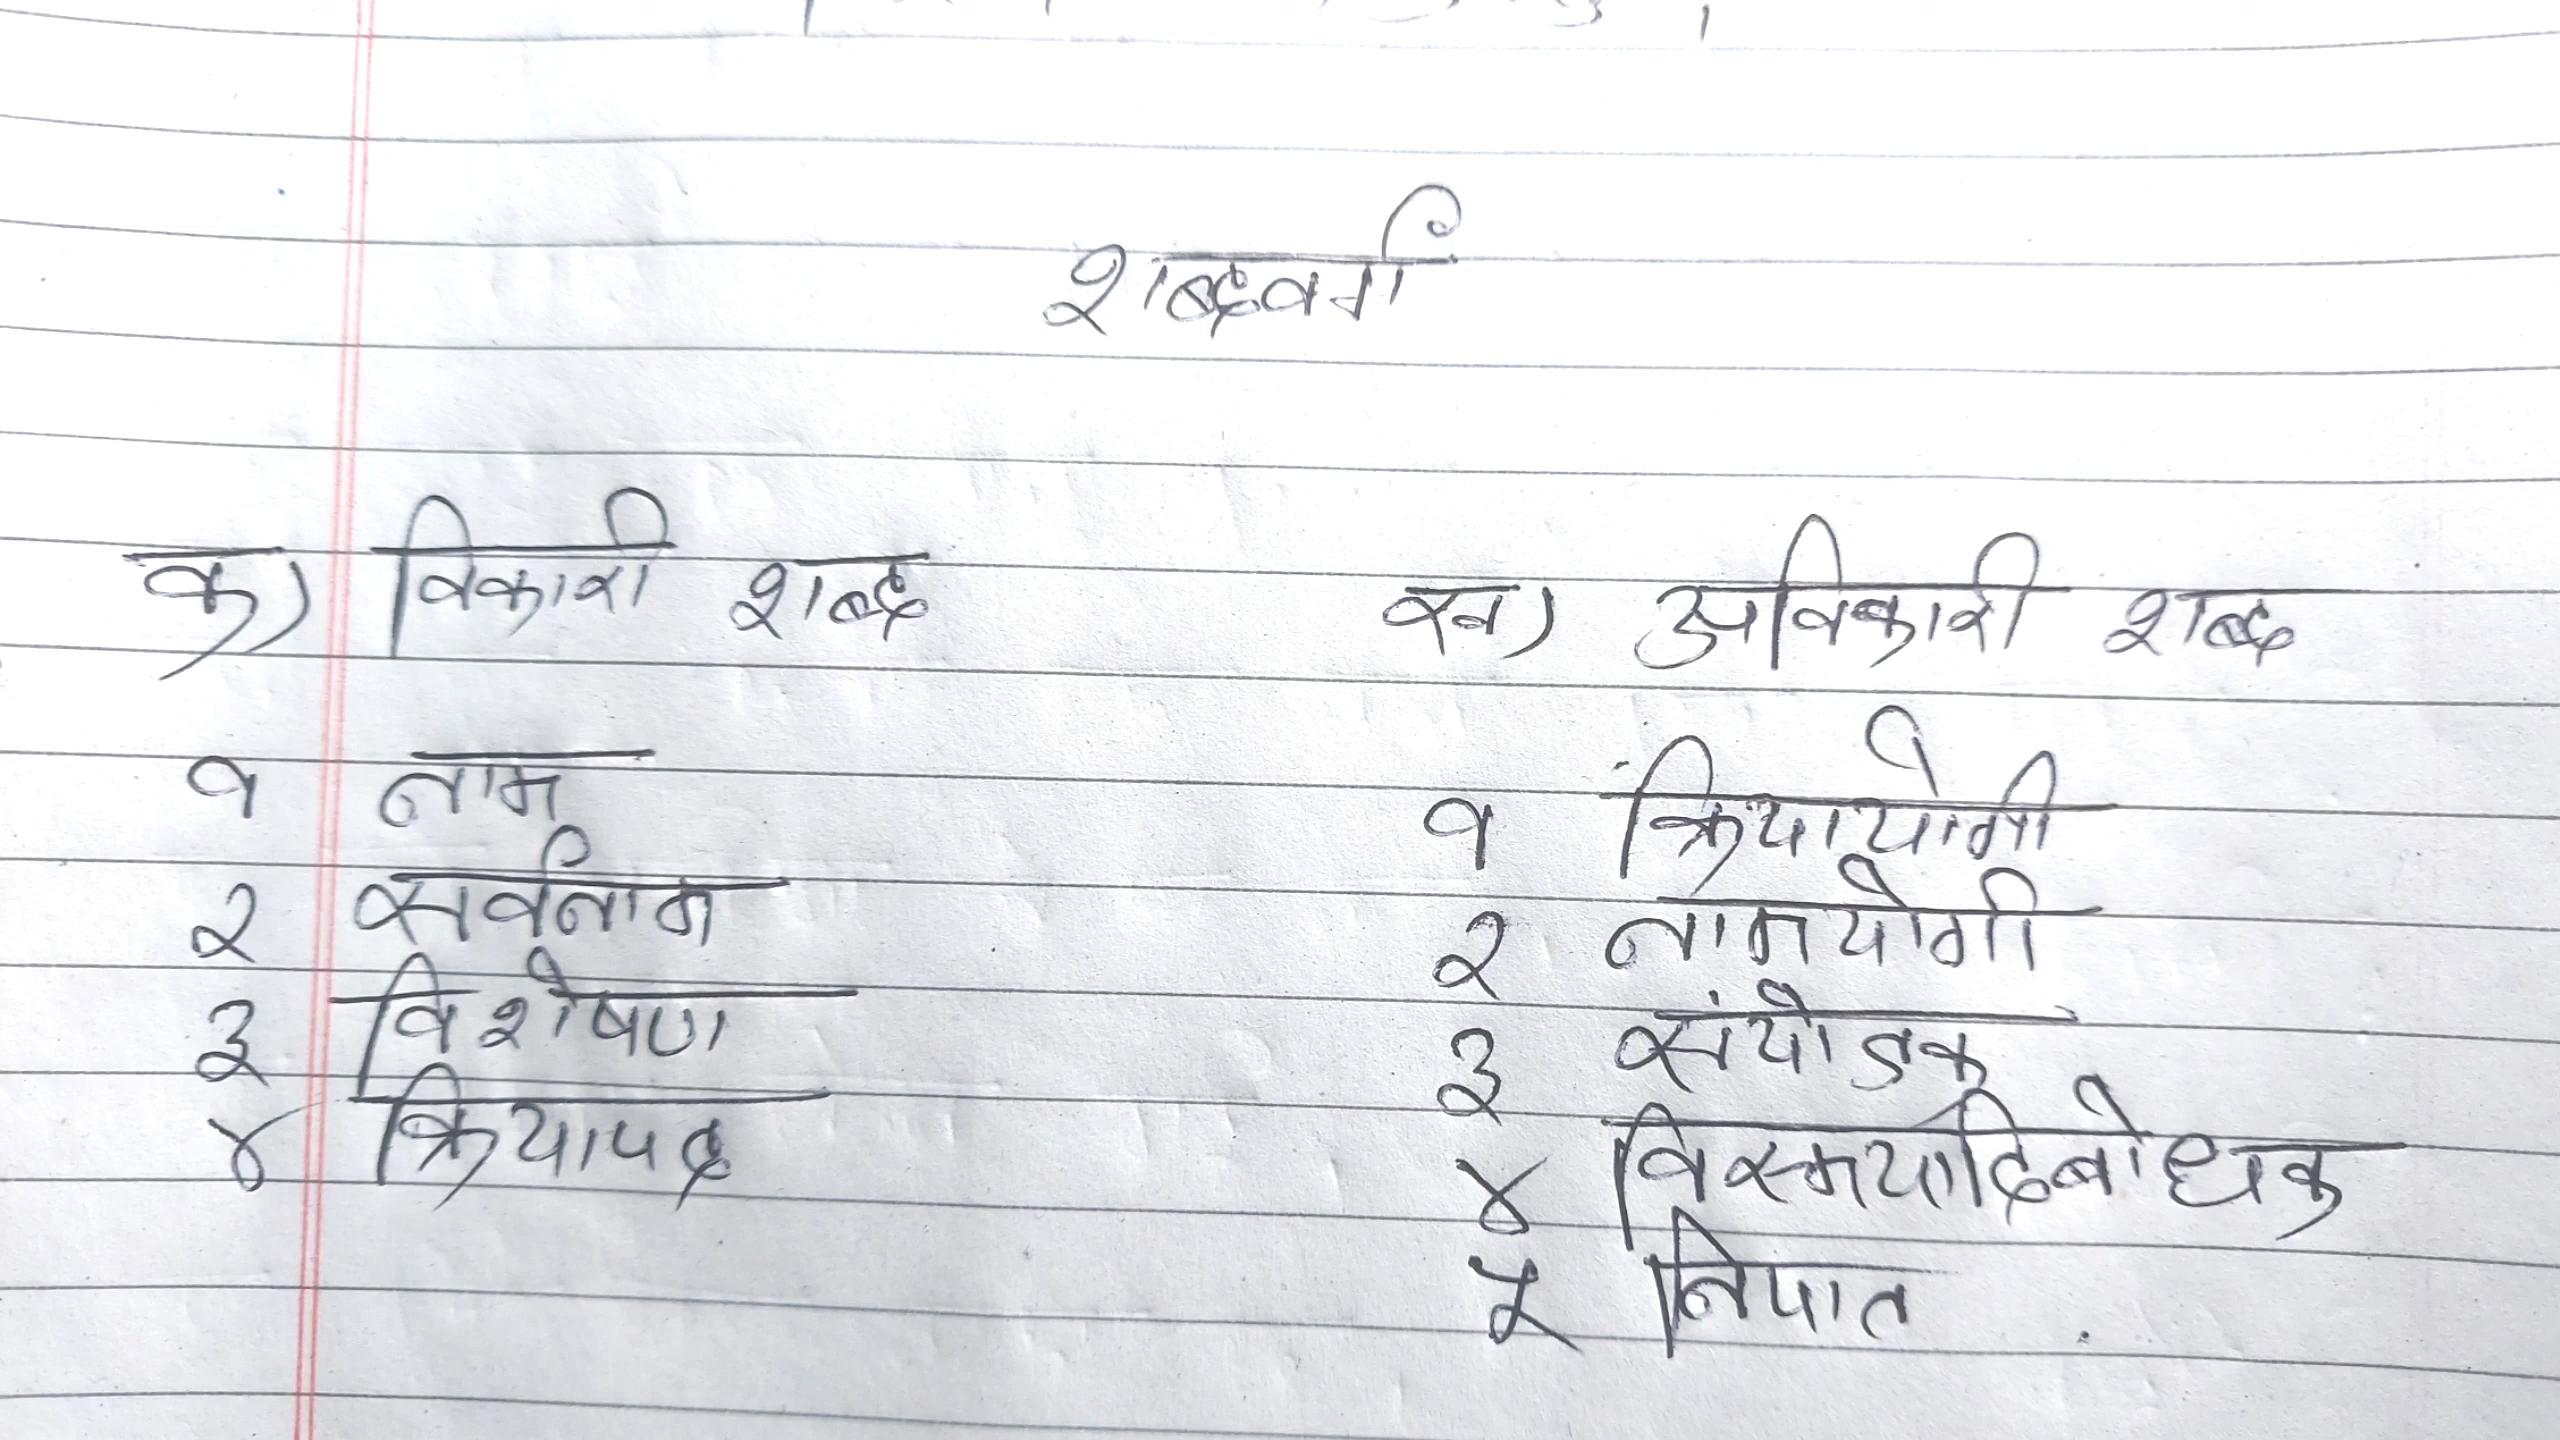 शब्दवर्ग
क) विकारी शब्द
१ नाम
२ सर्वनाम
३ विशेषण
४ क्रियापद
ख) अविकारी शब्द
१ क्रियायोगी
२ नामयोगी
३ संयोजक
४ विस्मयादिबोधक
५ निपात